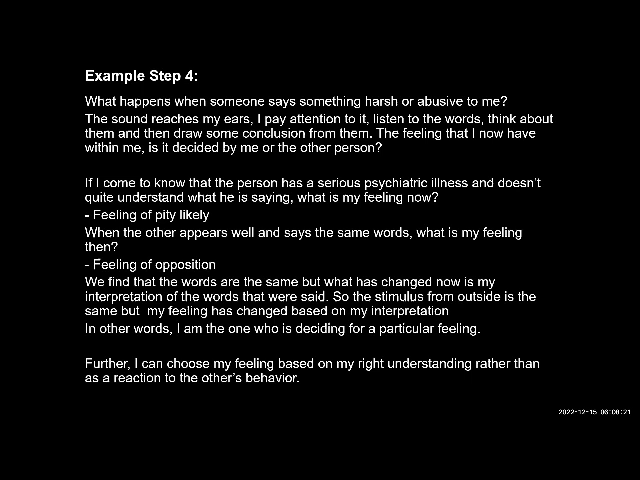 Example Step 4:
What happens when someone says something harsh or abusive to me?
The sound reaches my ears, I pay attention to it, listen to the words, think about
them and then draw some conclusion from them. The feeling that I now have
within me, is it decided by me or the other person?
If I come to know that the person has a serious psychiatric illness and doesn't
quite understand what he is saying, what is my feeling now?
- Feeling of pity likely
When the other appears well and says the same words, what is my feeling
then?
- Feeling of opposition
We find that the words are the same but what has changed now is my
interpretation of the words that were said. So the stimulus from outside is the
same but my feeling has changed based on my interpretation
In other words, I am the one who is deciding for a particular feeling.
Further, I can choose my feeling based on my right understanding rather than
as a reaction to the other's behavior.
2022-12-15 06:08:21